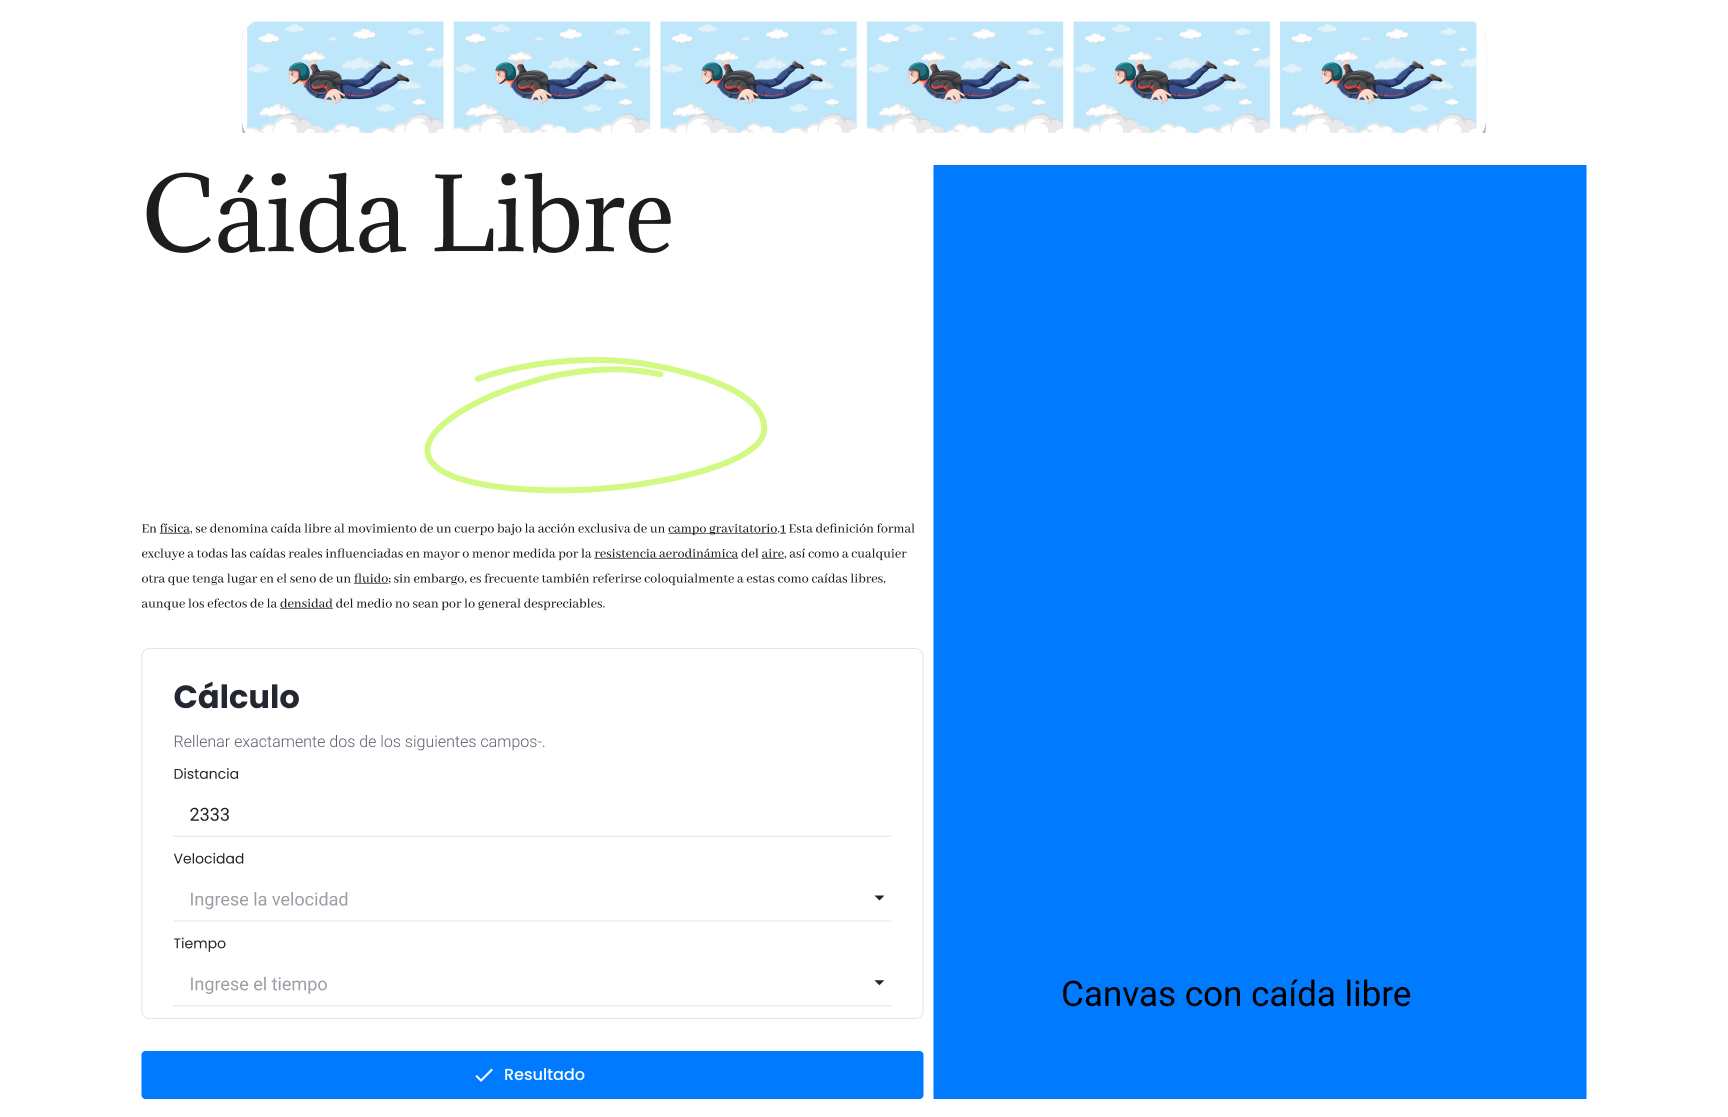 Cáida Libre
En física, se denomina caída libre al movimiento de un cuerpo bajo la acción exclusiva de un campo gravitatorio.1 Esta definición formal
excluye a todas las caídas reales influenciadas en mayor o menor medida por la resistencia aerodinámica del aire, así como a cualquier
otra que tenga lugar en el seno de un fluido; sin embargo, es frecuente también referirse coloquialmente a estas como caídas libres,
aunque los efectos de la densidad del medio no sean por lo general despreciables.
Cálculo
Rellenar exactamente dos de los siguientes campos-.
Distancia
2333
Velocidad
Ingrese la velocidad
Tiempo
Ingrese el tiempo
Resultado
Canvas con caída libre